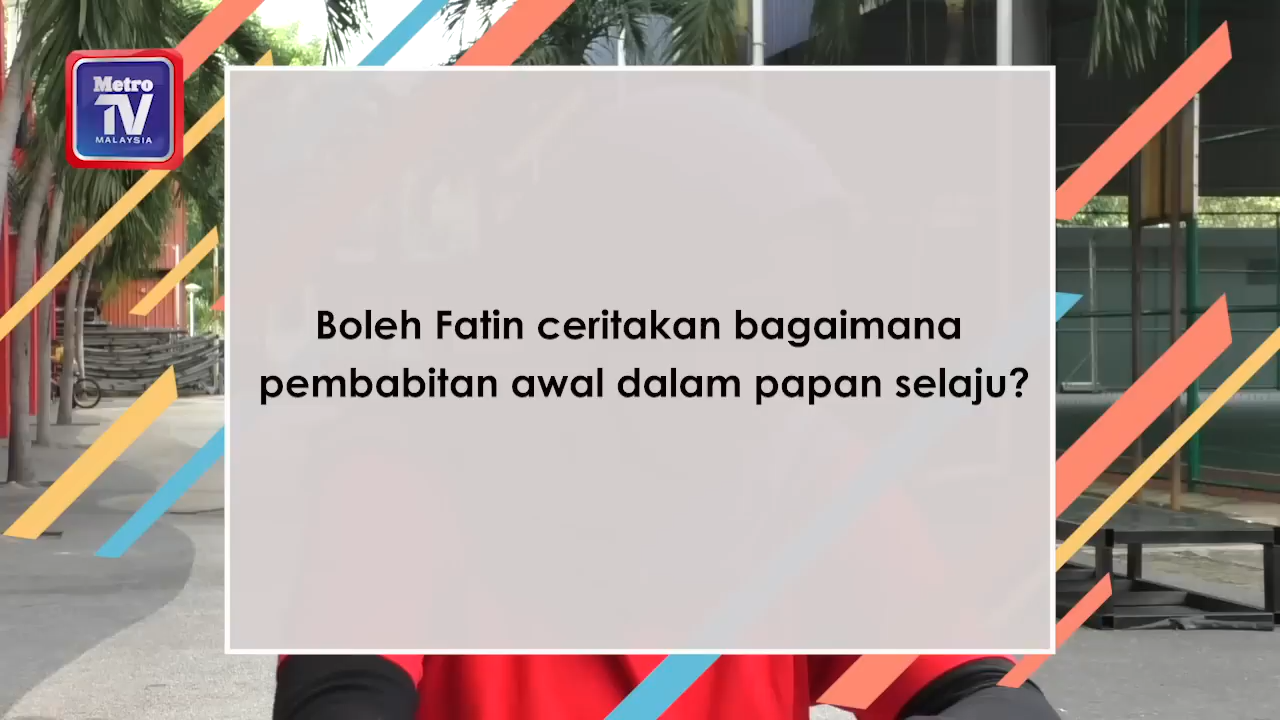 Metro
TV
MALAYSIA
Boleh Fatin ceritakan bagaimana
pembabitan awal dalam papan selaju?